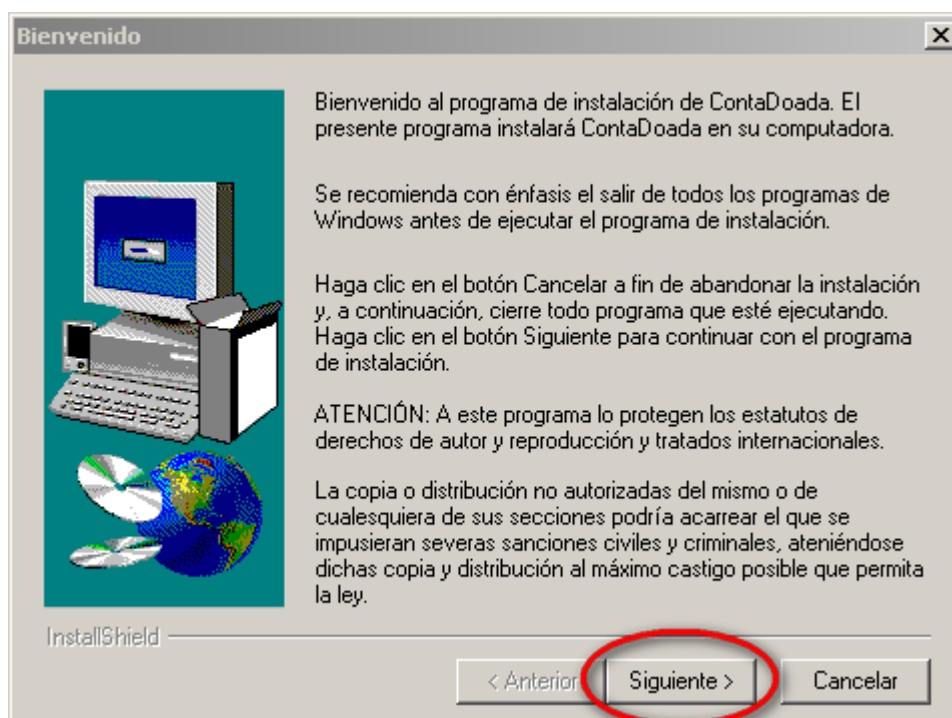 Bienvenido
Bienvenido al programa de instalación de ContaDoada. El
presente programa instalará ContaDoada en su computadora.
Se recomienda con énfasis el salir de todos los programas de
Windows antes de ejecutar el programa de instalación.
Haga clic en el botón Cancelar a fin de abandonar la instalación
y, a continuación, cierre todo programa que esté ejecutando.
Haga clic en el botón Siguiente para continuar con el programa
de instalación.
ATENCIÓN: A este programa lo protegen los estatutos de
derechos de autor y reproducción y tratados internacionales.
La copia o distribución no autorizadas del mismo o de
cualesquiera de sus secciones podría acarrear el que se
impusieran severas sanciones civiles y criminales, ateniéndose
dichas copia y distribución al máximo castigo posible que permita
la ley.
InstallShield
< Anterior Siguiente > Cancelar